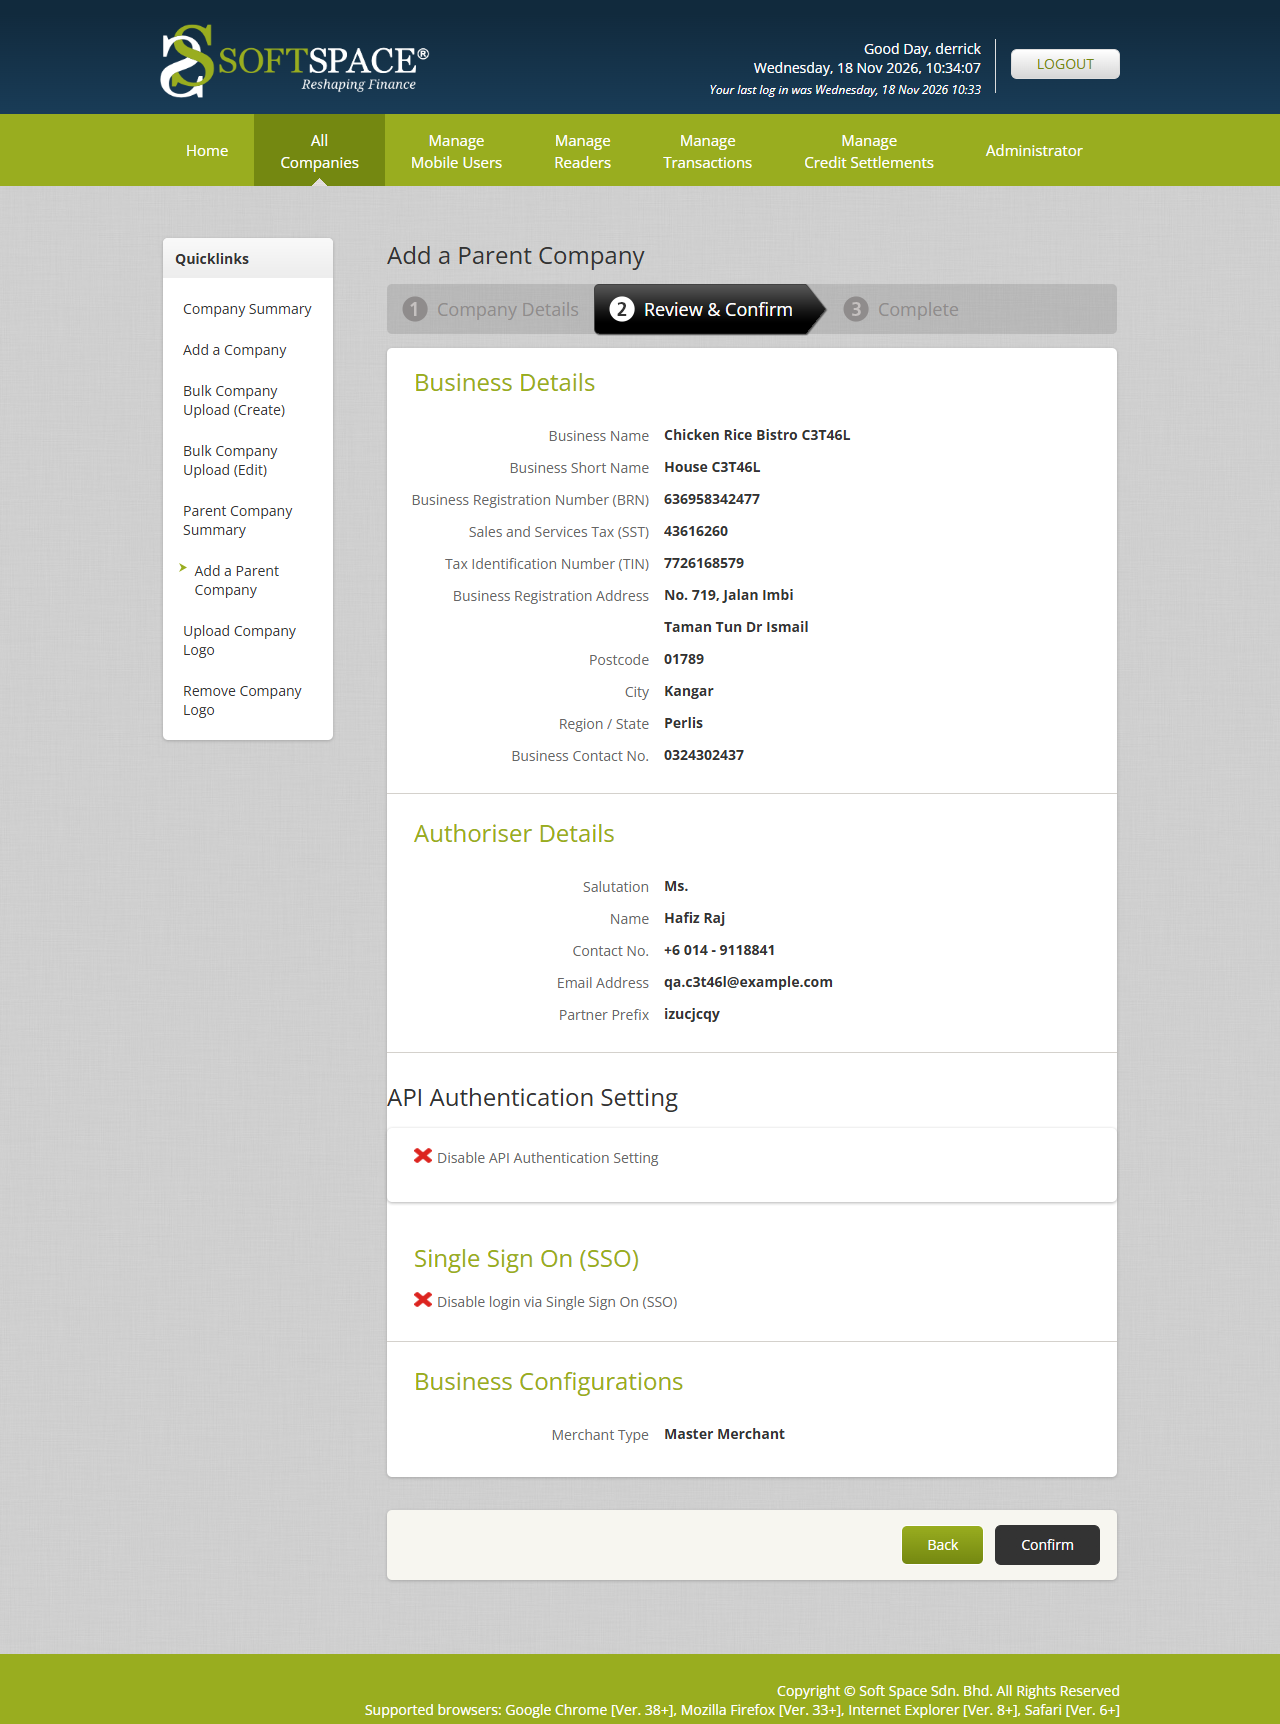 SOFTSPACE®
Reshaping Finance
Good Day, derrick
Wednesday, 18 Nov 2026, 10:34:07
Your last log in was Wednesday, 18 Nov 2026 10:33
LOGOUT
Home
All
Companies
Manage
Mobile Users
Manage
Readers
Manage
Transactions
Manage
Credit Settlements
Administrator
Quicklinks
Company Summary
Add a Company
Bulk Company
Upload (Create)
Bulk Company
Upload (Edit)
Parent Company
Summary
Add a Parent
Company
Upload Company
Logo
Remove Company
Logo
Add a Parent Company
1 Company Details
2 Review & Confirm
3 Complete
Business Details
Business Name Chicken Rice Bistro C3T46L
Business Short Name House C3T46L
Business Registration Number (BRN) 636958342477
Sales and Services Tax (SST) 43616260
Tax Identification Number (TIN) 7726168579
Business Registration Address No. 719, Jalan Imbi
Taman Tun Dr Ismail
Postcode 01789
City Kangar
Region / State Perlis
Business Contact No. 0324302437
Authoriser Details
Salutation Ms.
Name Hafiz Raj
Contact No. +6 014 - 9118841
Email Address qa.c3t46l@example.com
Partner Prefix izucjcqy
API Authentication Setting
Disable API Authentication Setting
Single Sign On (SSO)
Disable login via Single Sign On (SSO)
Business Configurations
Merchant Type Master Merchant
Back
Confirm
Copyright © Soft Space Sdn. Bhd. All Rights Reserved
Supported browsers: Google Chrome [Ver. 38+], Mozilla Firefox [Ver. 33+], Internet Explorer [Ver. 8+], Safari [Ver. 6+]